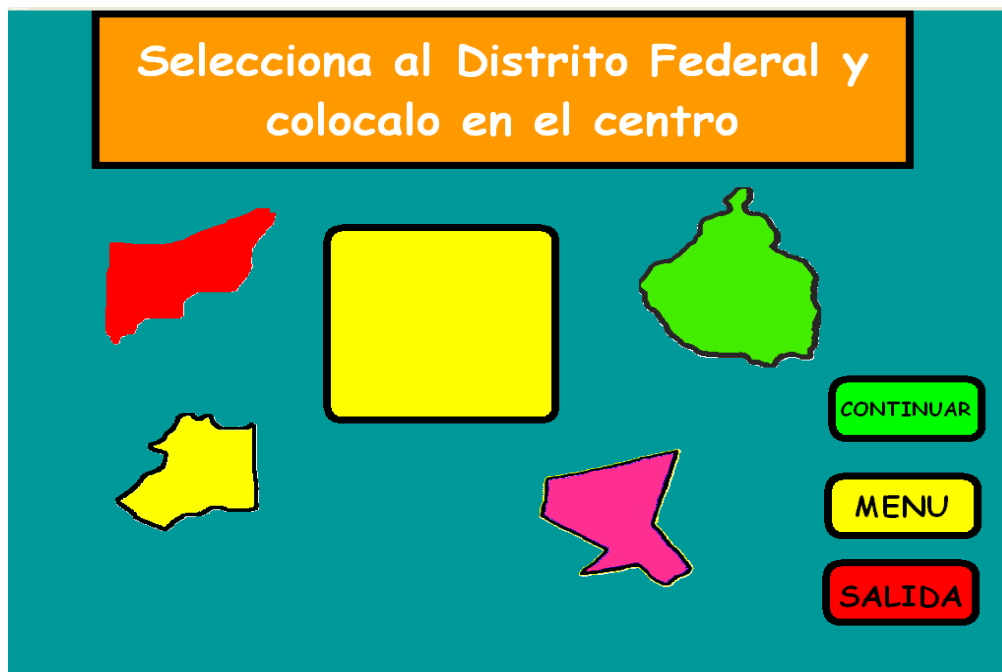 Selecciona al Distrito Federal y
colocalo en el centro
CONTINUAR
MENU
SALIDA